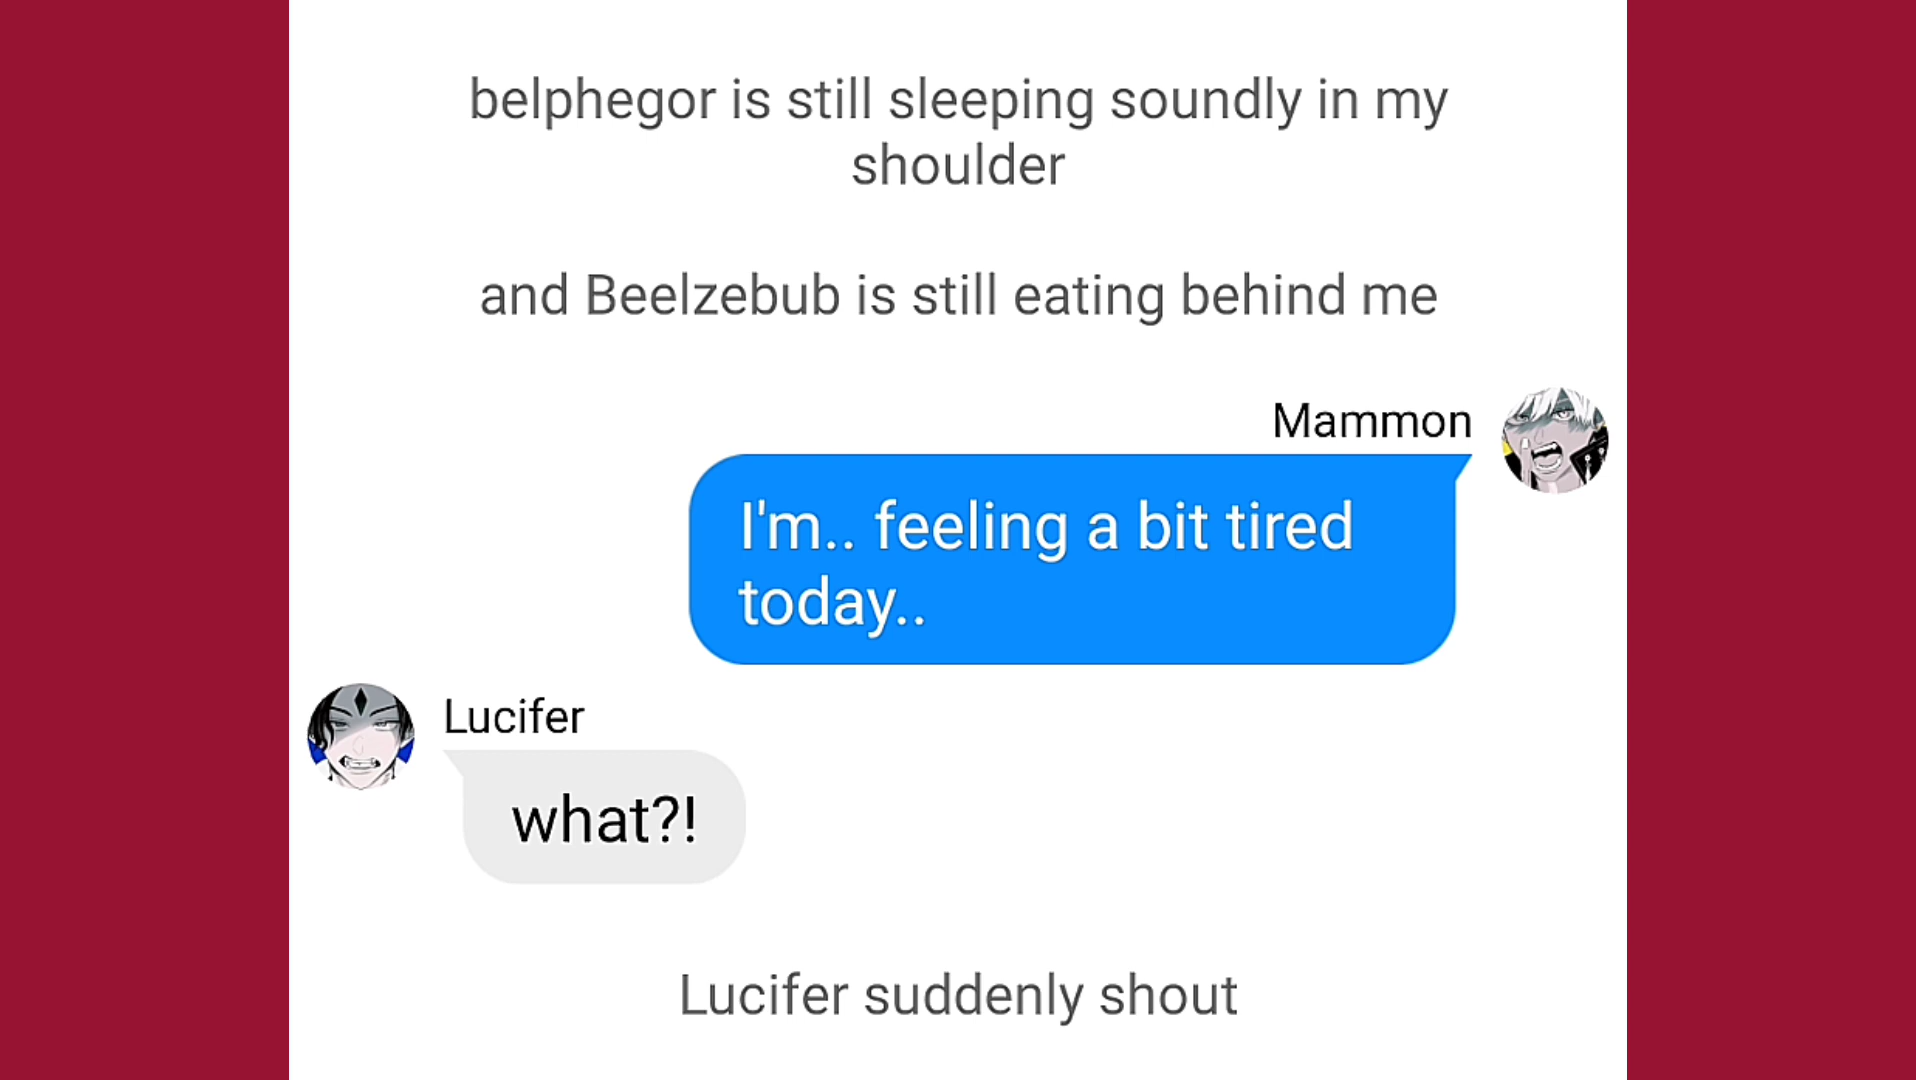 belphegor is still sleeping soundly in my
shoulder
and Beelzebub is still eating behind me
Mammon
I'm.. feeling a bit tired
today..
Lucifer
what?!
Lucifer suddenly shout